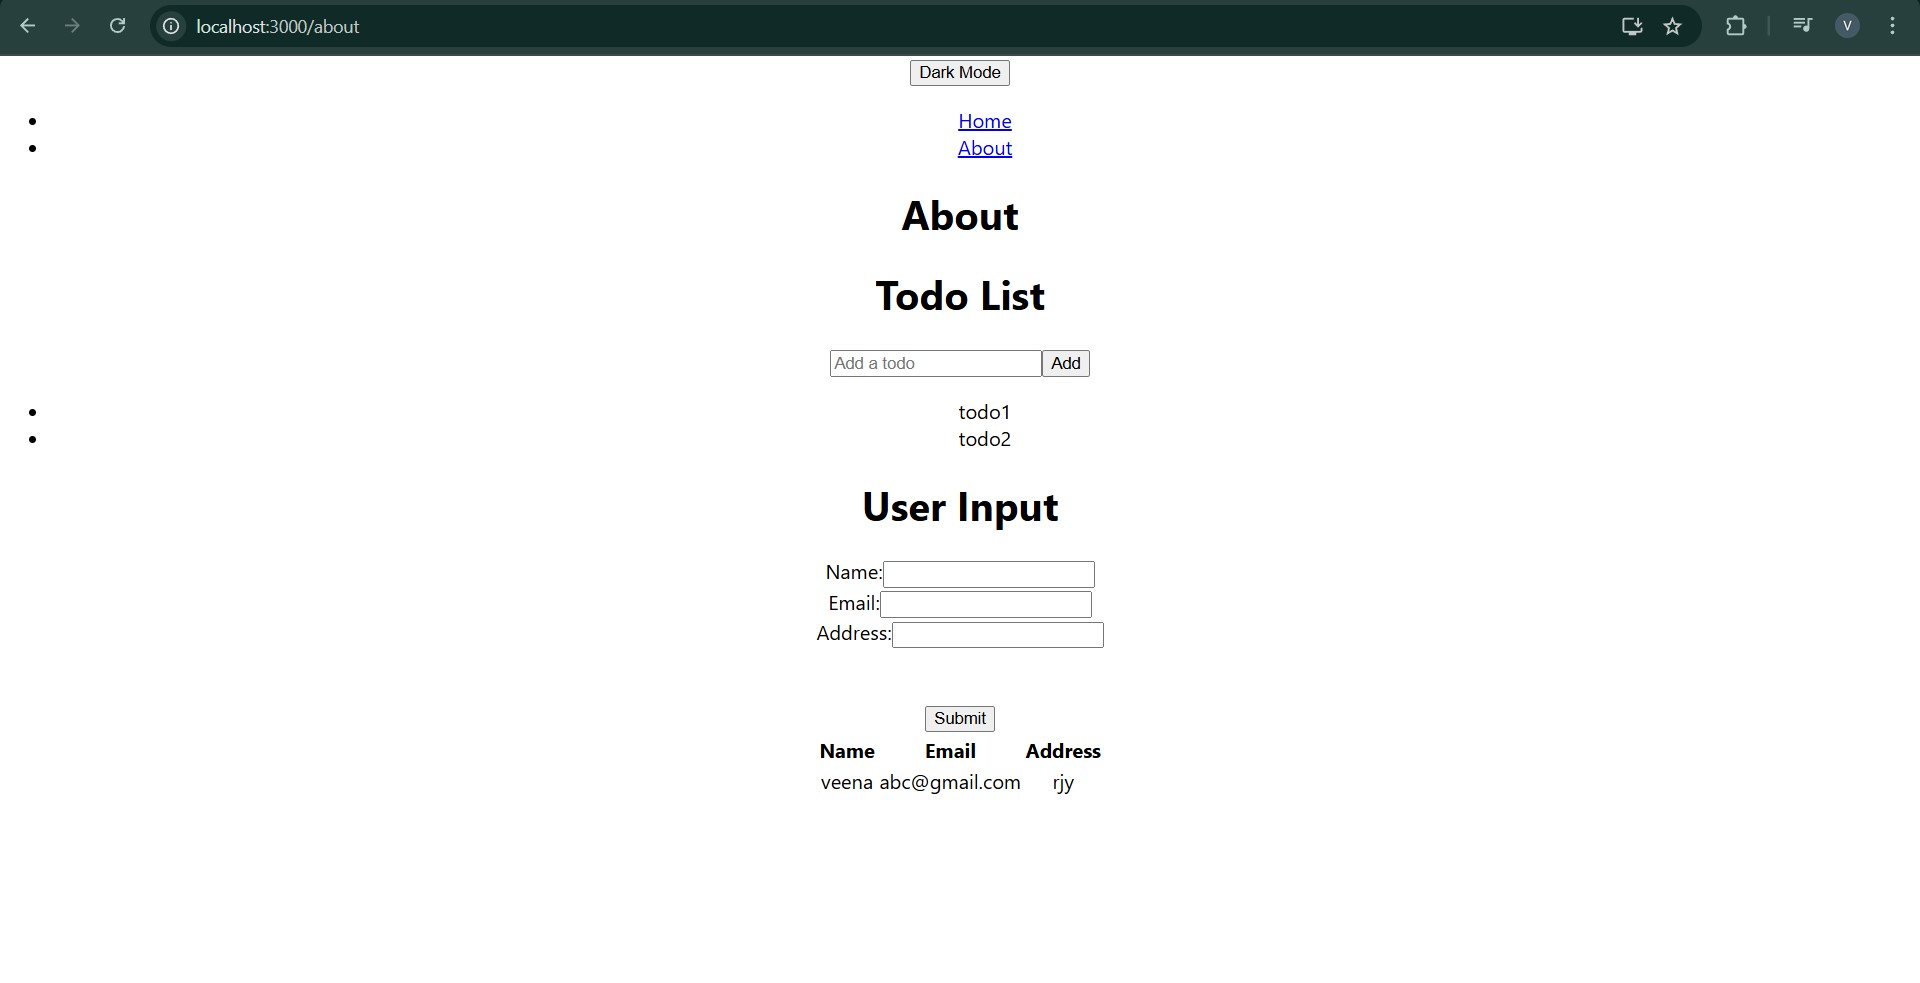 localhost:3000/about
V
Dark Mode
Home
About
About
Todo List
Add a todo Add
todo1
todo2
User Input
Name:
Email:
Address:
Submit
Name Email Address
veena abc@gmail.com rjy